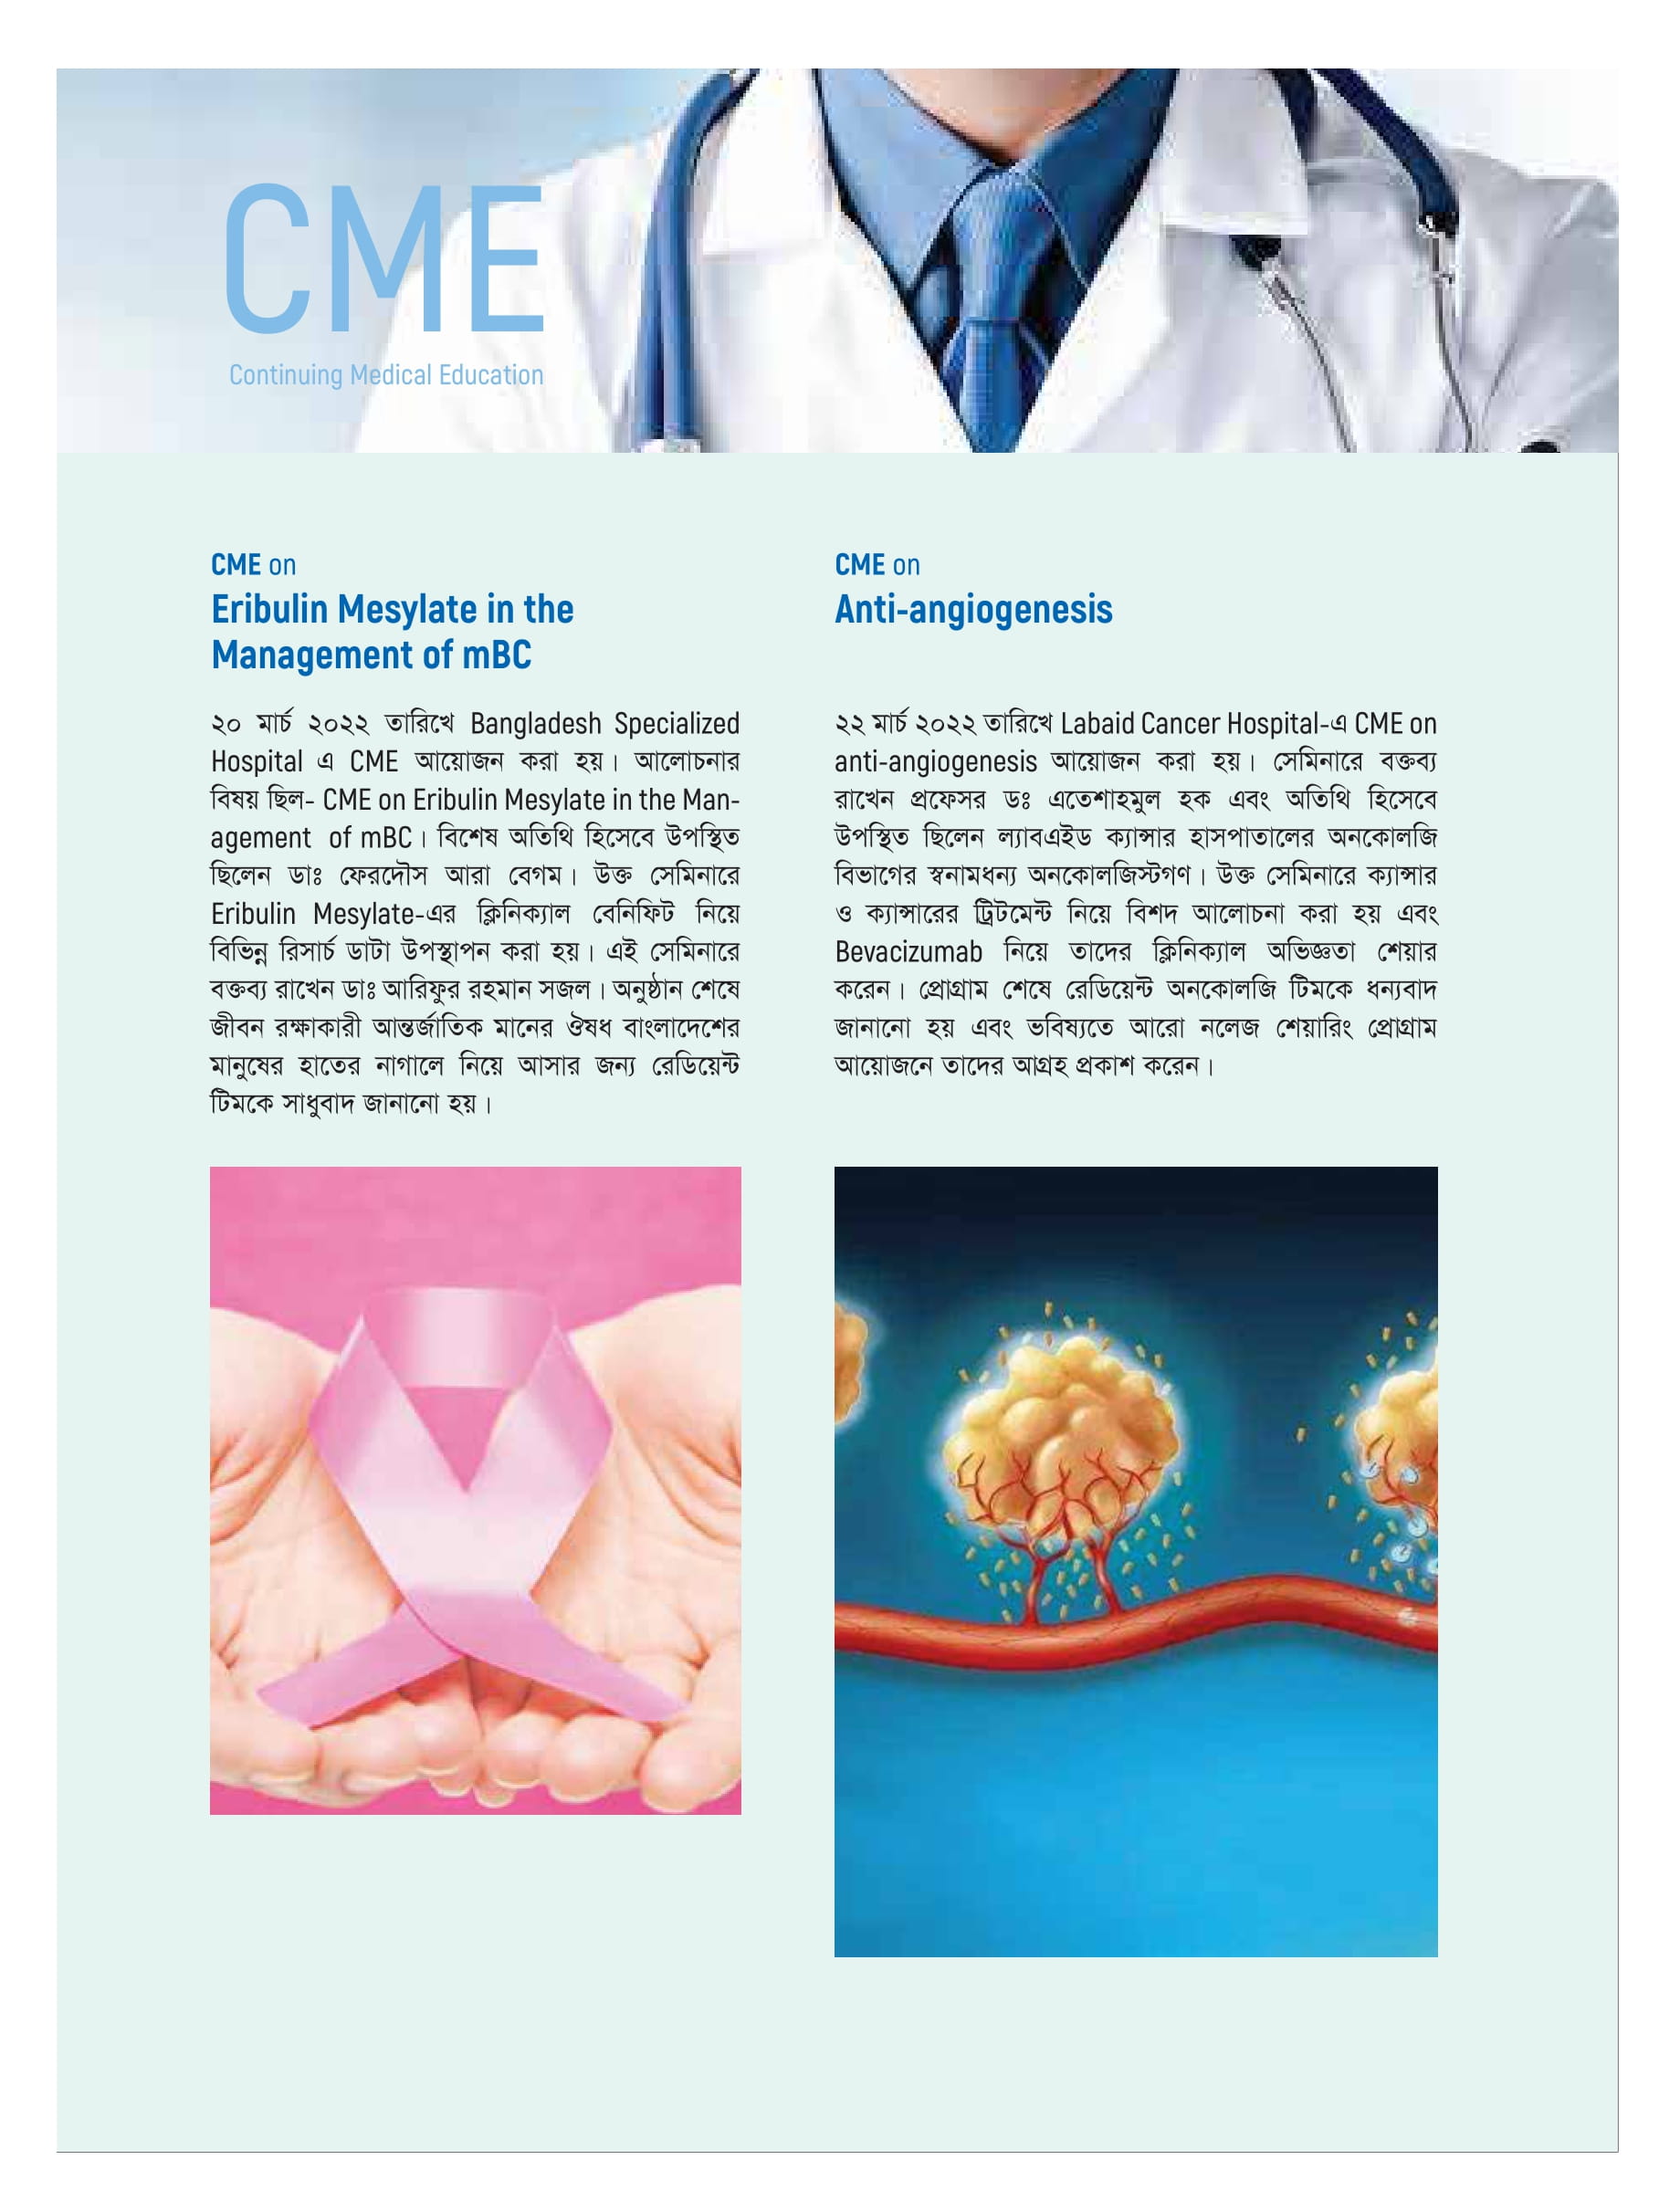 CME
Continuing Medical Education
CME on
Eribulin Mesylate in the
Management of mBC
২০ মার্চ ২০২২ তারিখে Bangladesh Specialized
Hospital এ CME আয়োজন করা হয়। আলোচনার
বিষয় ছিল- CME on Eribulin Mesylate in the Man-
agement of mBC। বিশেষ অতিথি হিসেবে উপস্থিত
ছিলেন ডাঃ ফেরদৌস আরা বেগম। উক্ত সেমিনারে
Eribulin Mesylate-এর ক্লিনিক্যাল বেনিফিট নিয়ে
বিভিন্ন রিসার্চ ডাটা উপস্থাপন করা হয়। এই সেমিনারে
বক্তব্য রাখেন ডাঃ আরিফুর রহমান সজল। অনুষ্ঠান শেষে
জীবন রক্ষাকারী আন্তর্জাতিক মানের ঔষধ বাংলাদেশের
মানুষের হাতের নাগালে নিয়ে আসার জন্য রেডিয়েন্ট
টিমকে সাধুবাদ জানানো হয়।
CME on
Anti-angiogenesis
২২ মার্চ ২০২২ তারিখে Labaid Cancer Hospital-এ CME on
anti-angiogenesis আয়োজন করা হয়। সেমিনারে বক্তব্য
রাখেন প্রফেসর ডঃ এতেশাহমুল হক এবং অতিথি হিসেবে
উপস্থিত ছিলেন ল্যাবএইড ক্যান্সার হাসপাতালের অনকোলজি
বিভাগের স্বনামধন্য অনকোলজিস্টগণ। উক্ত সেমিনারে ক্যান্সার
ও ক্যান্সারের ট্রিটমেন্ট নিয়ে বিশদ আলোচনা করা হয় এবং
Bevacizumab নিয়ে তাদের ক্লিনিক্যাল অভিজ্ঞতা শেয়ার
করেন। প্রোগ্রাম শেষে রেডিয়েন্ট অনকোলজি টিমকে ধন্যবাদ
জানানো হয় এবং ভবিষ্যতে আরো নলেজ শেয়ারিং প্রোগ্রাম
আয়োজনে তাদের আগ্রহ প্রকাশ করেন।